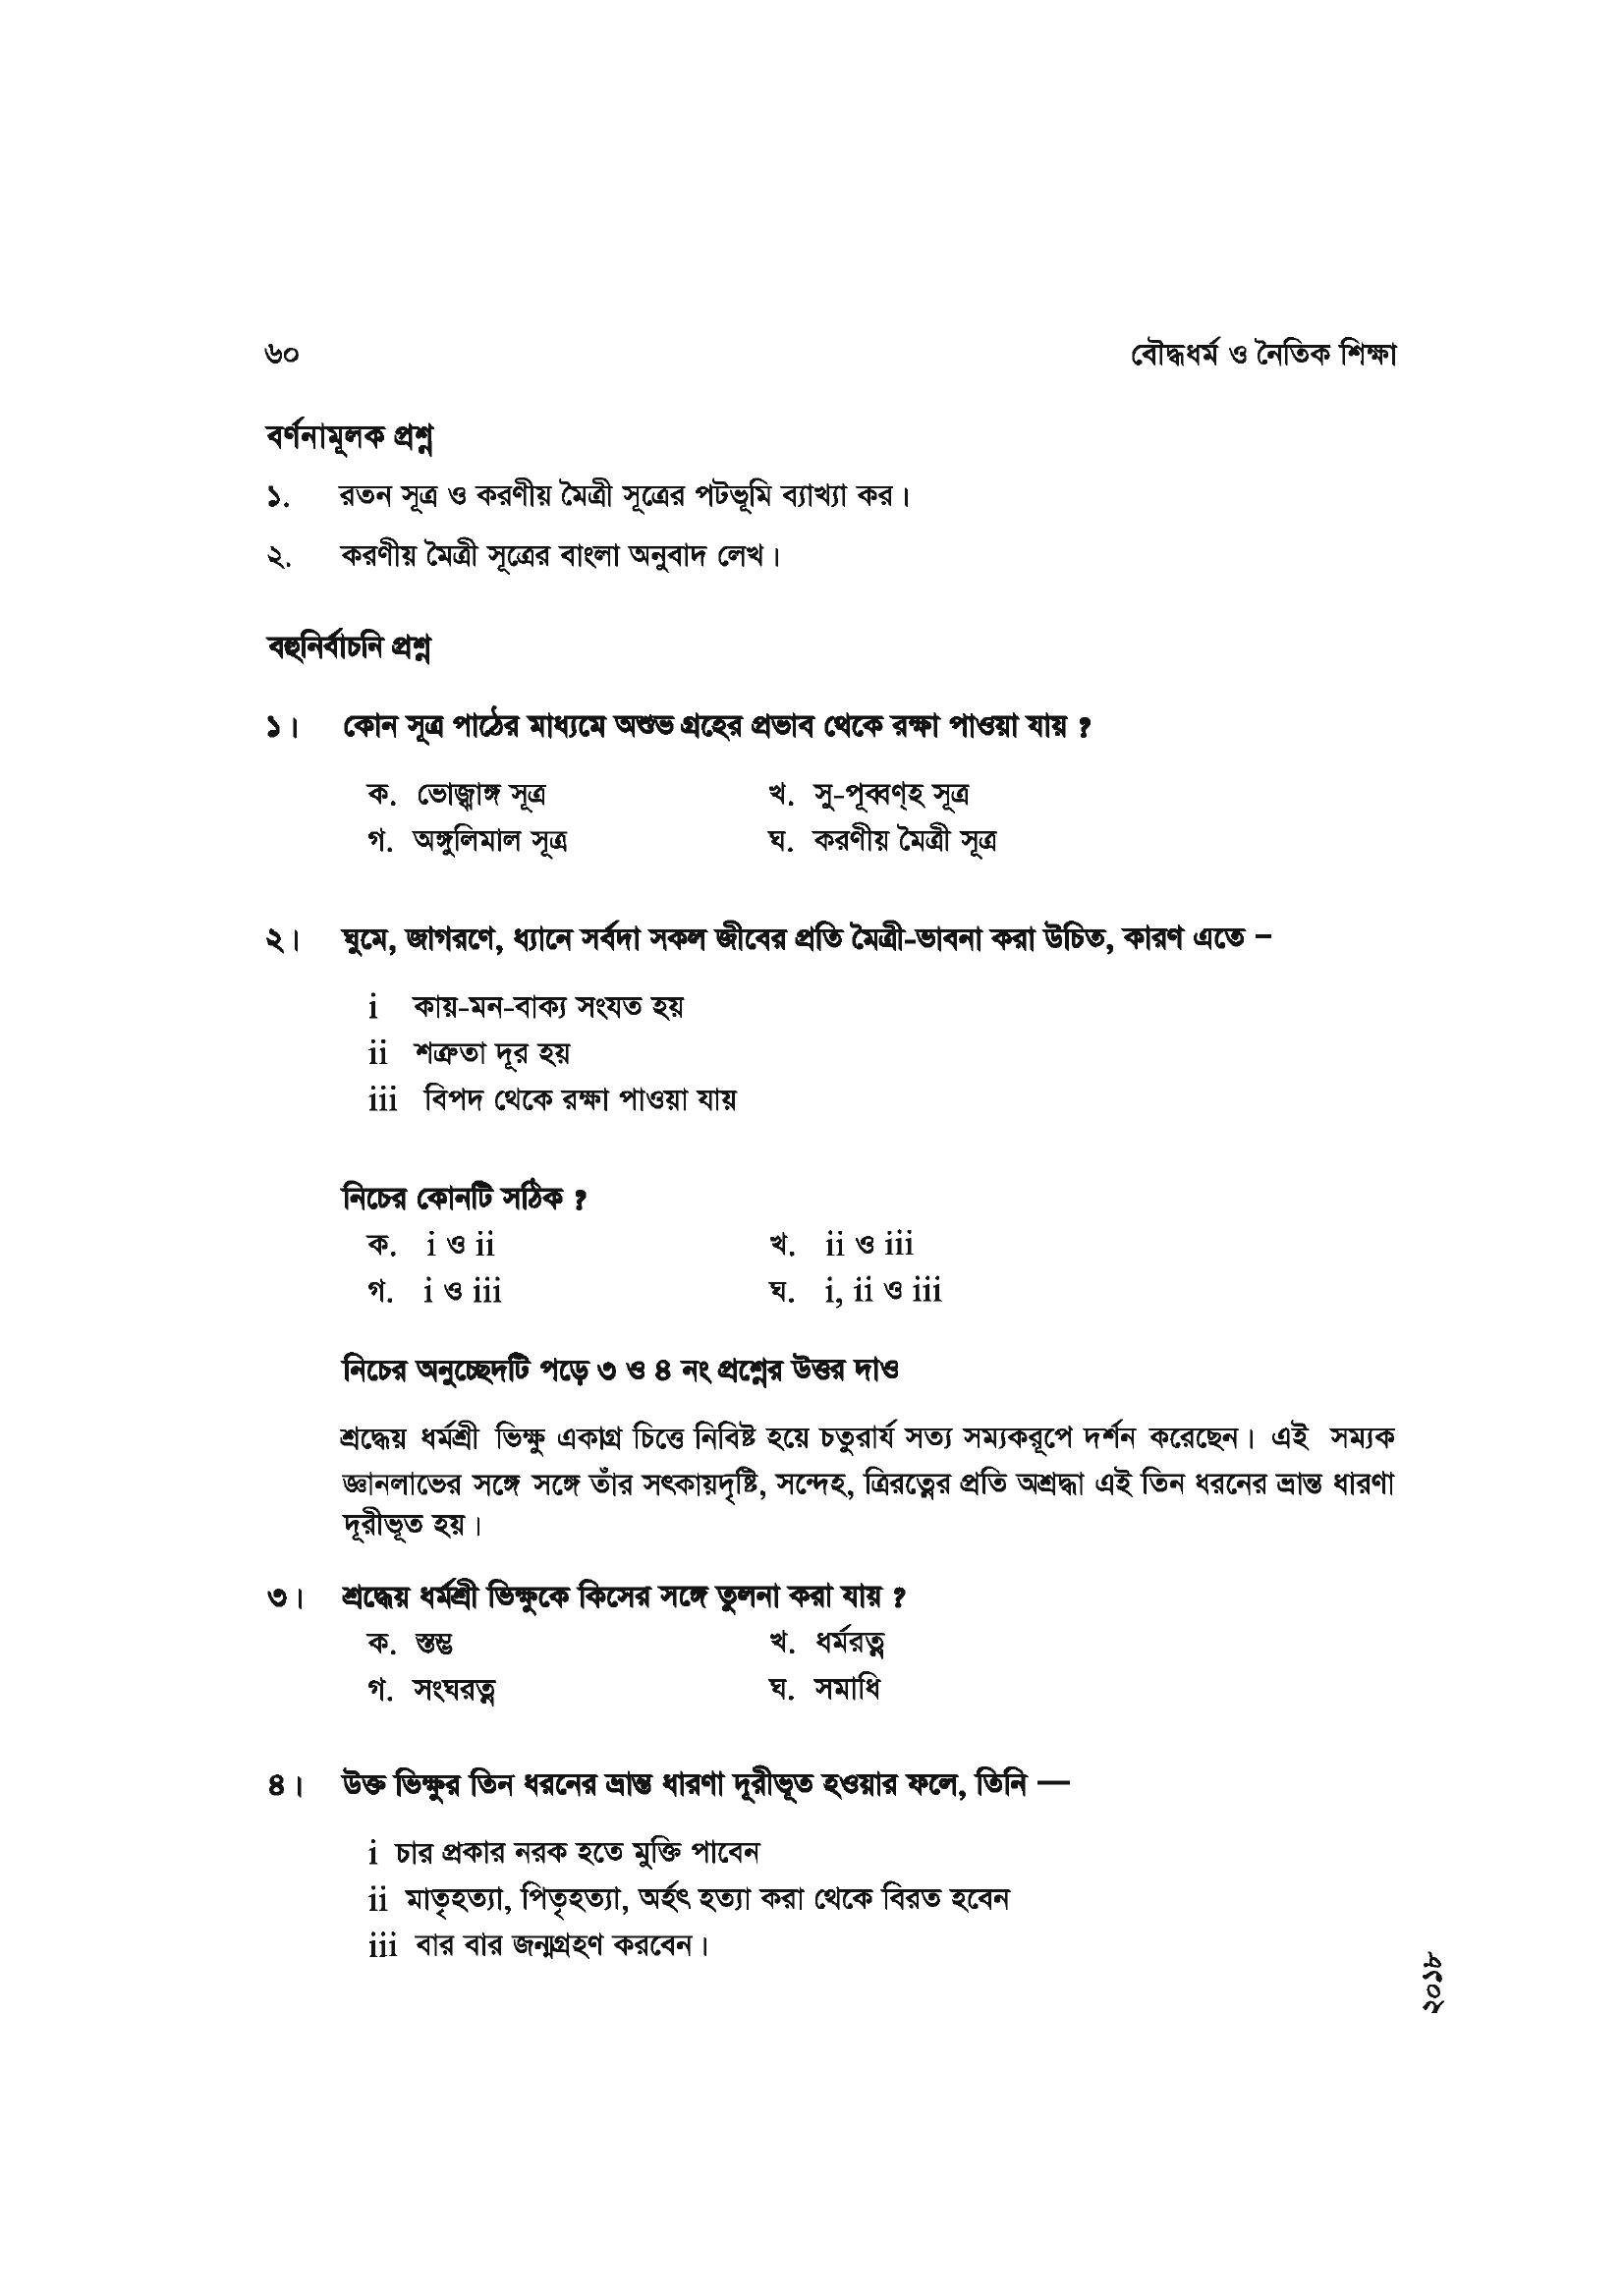 ৬০ বৌদ্ধধর্ম ও নৈতিক শিক্ষা
বর্ণনামূলক প্রশ্ন
১. রতন সূত্র ও করণীয় মৈত্রী সূত্রের পটভূমি ব্যাখ্যা কর।
২. করণীয় মৈত্রী সূত্রের বাংলা অনুবাদ লেখ।
বহুনির্বাচনি প্রশ্ন
১। কোন সূত্র পাঠের মাধ্যমে অশুভ গ্রহের প্রভাব থেকে রক্ষা পাওয়া যায় ?
ক. ভোজ্ঝাঙ্গ সূত্র খ. সু-পূব্বণ্হ সূত্র
গ. অঙ্গুলিমাল সূত্র ঘ. করণীয় মৈত্রী সূত্র
২। ঘুমে, জাগরণে, ধ্যানে সর্বদা সকল জীবের প্রতি মৈত্রী-ভাবনা করা উচিত, কারণ এতে –
i কায়-মন-বাক্য সংযত হয়
ii শত্রুতা দূর হয়
iii বিপদ থেকে রক্ষা পাওয়া যায়
নিচের কোনটি সঠিক ?
ক. i ও ii খ. ii ও iii
গ. i ও iii ঘ. i, ii ও iii
নিচের অনুচ্ছেদটি পড়ে ৩ ও ৪ নং প্রশ্নের উত্তর দাও
শ্রদ্ধেয় ধর্মশ্রী ভিক্ষু একাগ্র চিত্তে নিবিষ্ট হয়ে চতুরার্য সত্য সম্যকরূপে দর্শন করেছেন। এই সম্যক
জ্ঞানলাভের সঙ্গে সঙ্গে তাঁর সৎকায়দৃষ্টি, সন্দেহ, ত্রিরত্নের প্রতি অশ্রদ্ধা এই তিন ধরনের ভ্রান্ত ধারণা
দূরীভূত হয়।
৩। শ্রদ্ধেয় ধর্মশ্রী ভিক্ষুকে কিসের সঙ্গে তুলনা করা যায় ?
ক. স্তম্ভ খ. ধর্মরত্ন
গ. সংঘরত্ন ঘ. সমাধি
৪। উক্ত ভিক্ষুর তিন ধরনের ভ্রান্ত ধারণা দূরীভূত হওয়ার ফলে, তিনি —
i চার প্রকার নরক হতে মুক্তি পাবেন
ii মাতৃহত্যা, পিতৃহত্যা, অর্হৎ হত্যা করা থেকে বিরত হবেন
iii বার বার জন্মগ্রহণ করবেন।
২০১৮